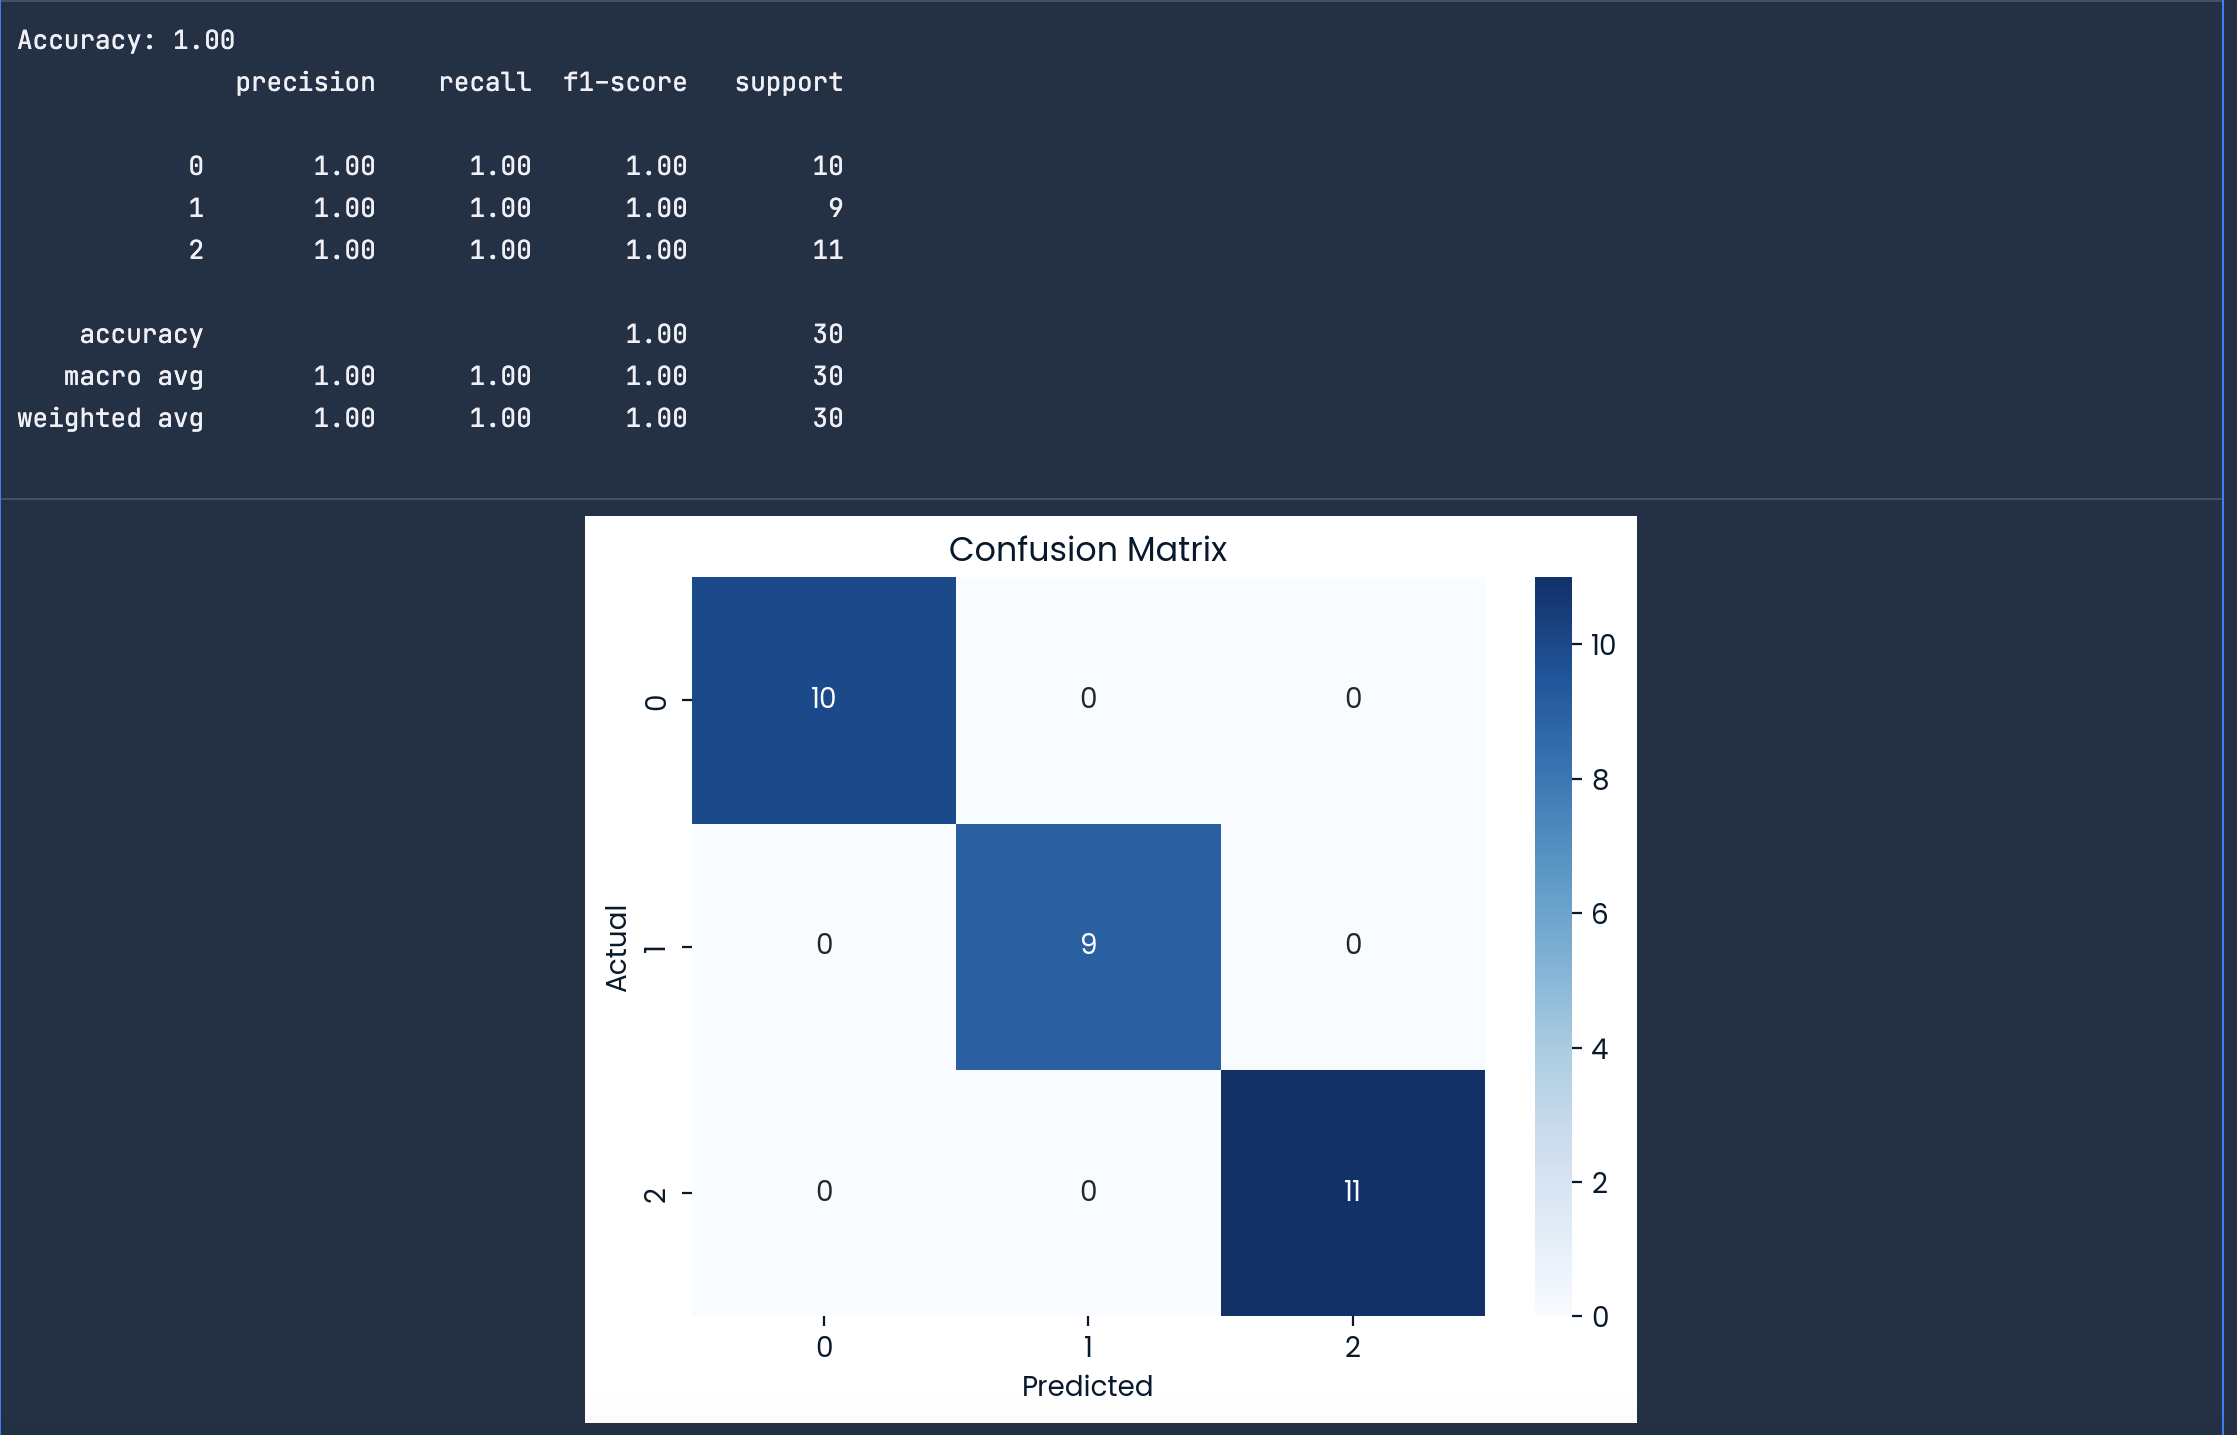 Accuracy: 1.00
precision recall f1-score support
0 1.00 1.00 1.00 10
1 1.00 1.00 1.00 9
2 1.00 1.00 1.00 11
accuracy 1.00 30
macro avg 1.00 1.00 1.00 30
weighted avg 1.00 1.00 1.00 30
Confusion Matrix
Actual
0
1
2
10 0 0
0 9 0
0 0 11
0 1 2
Predicted
10
8
6
4
2
0